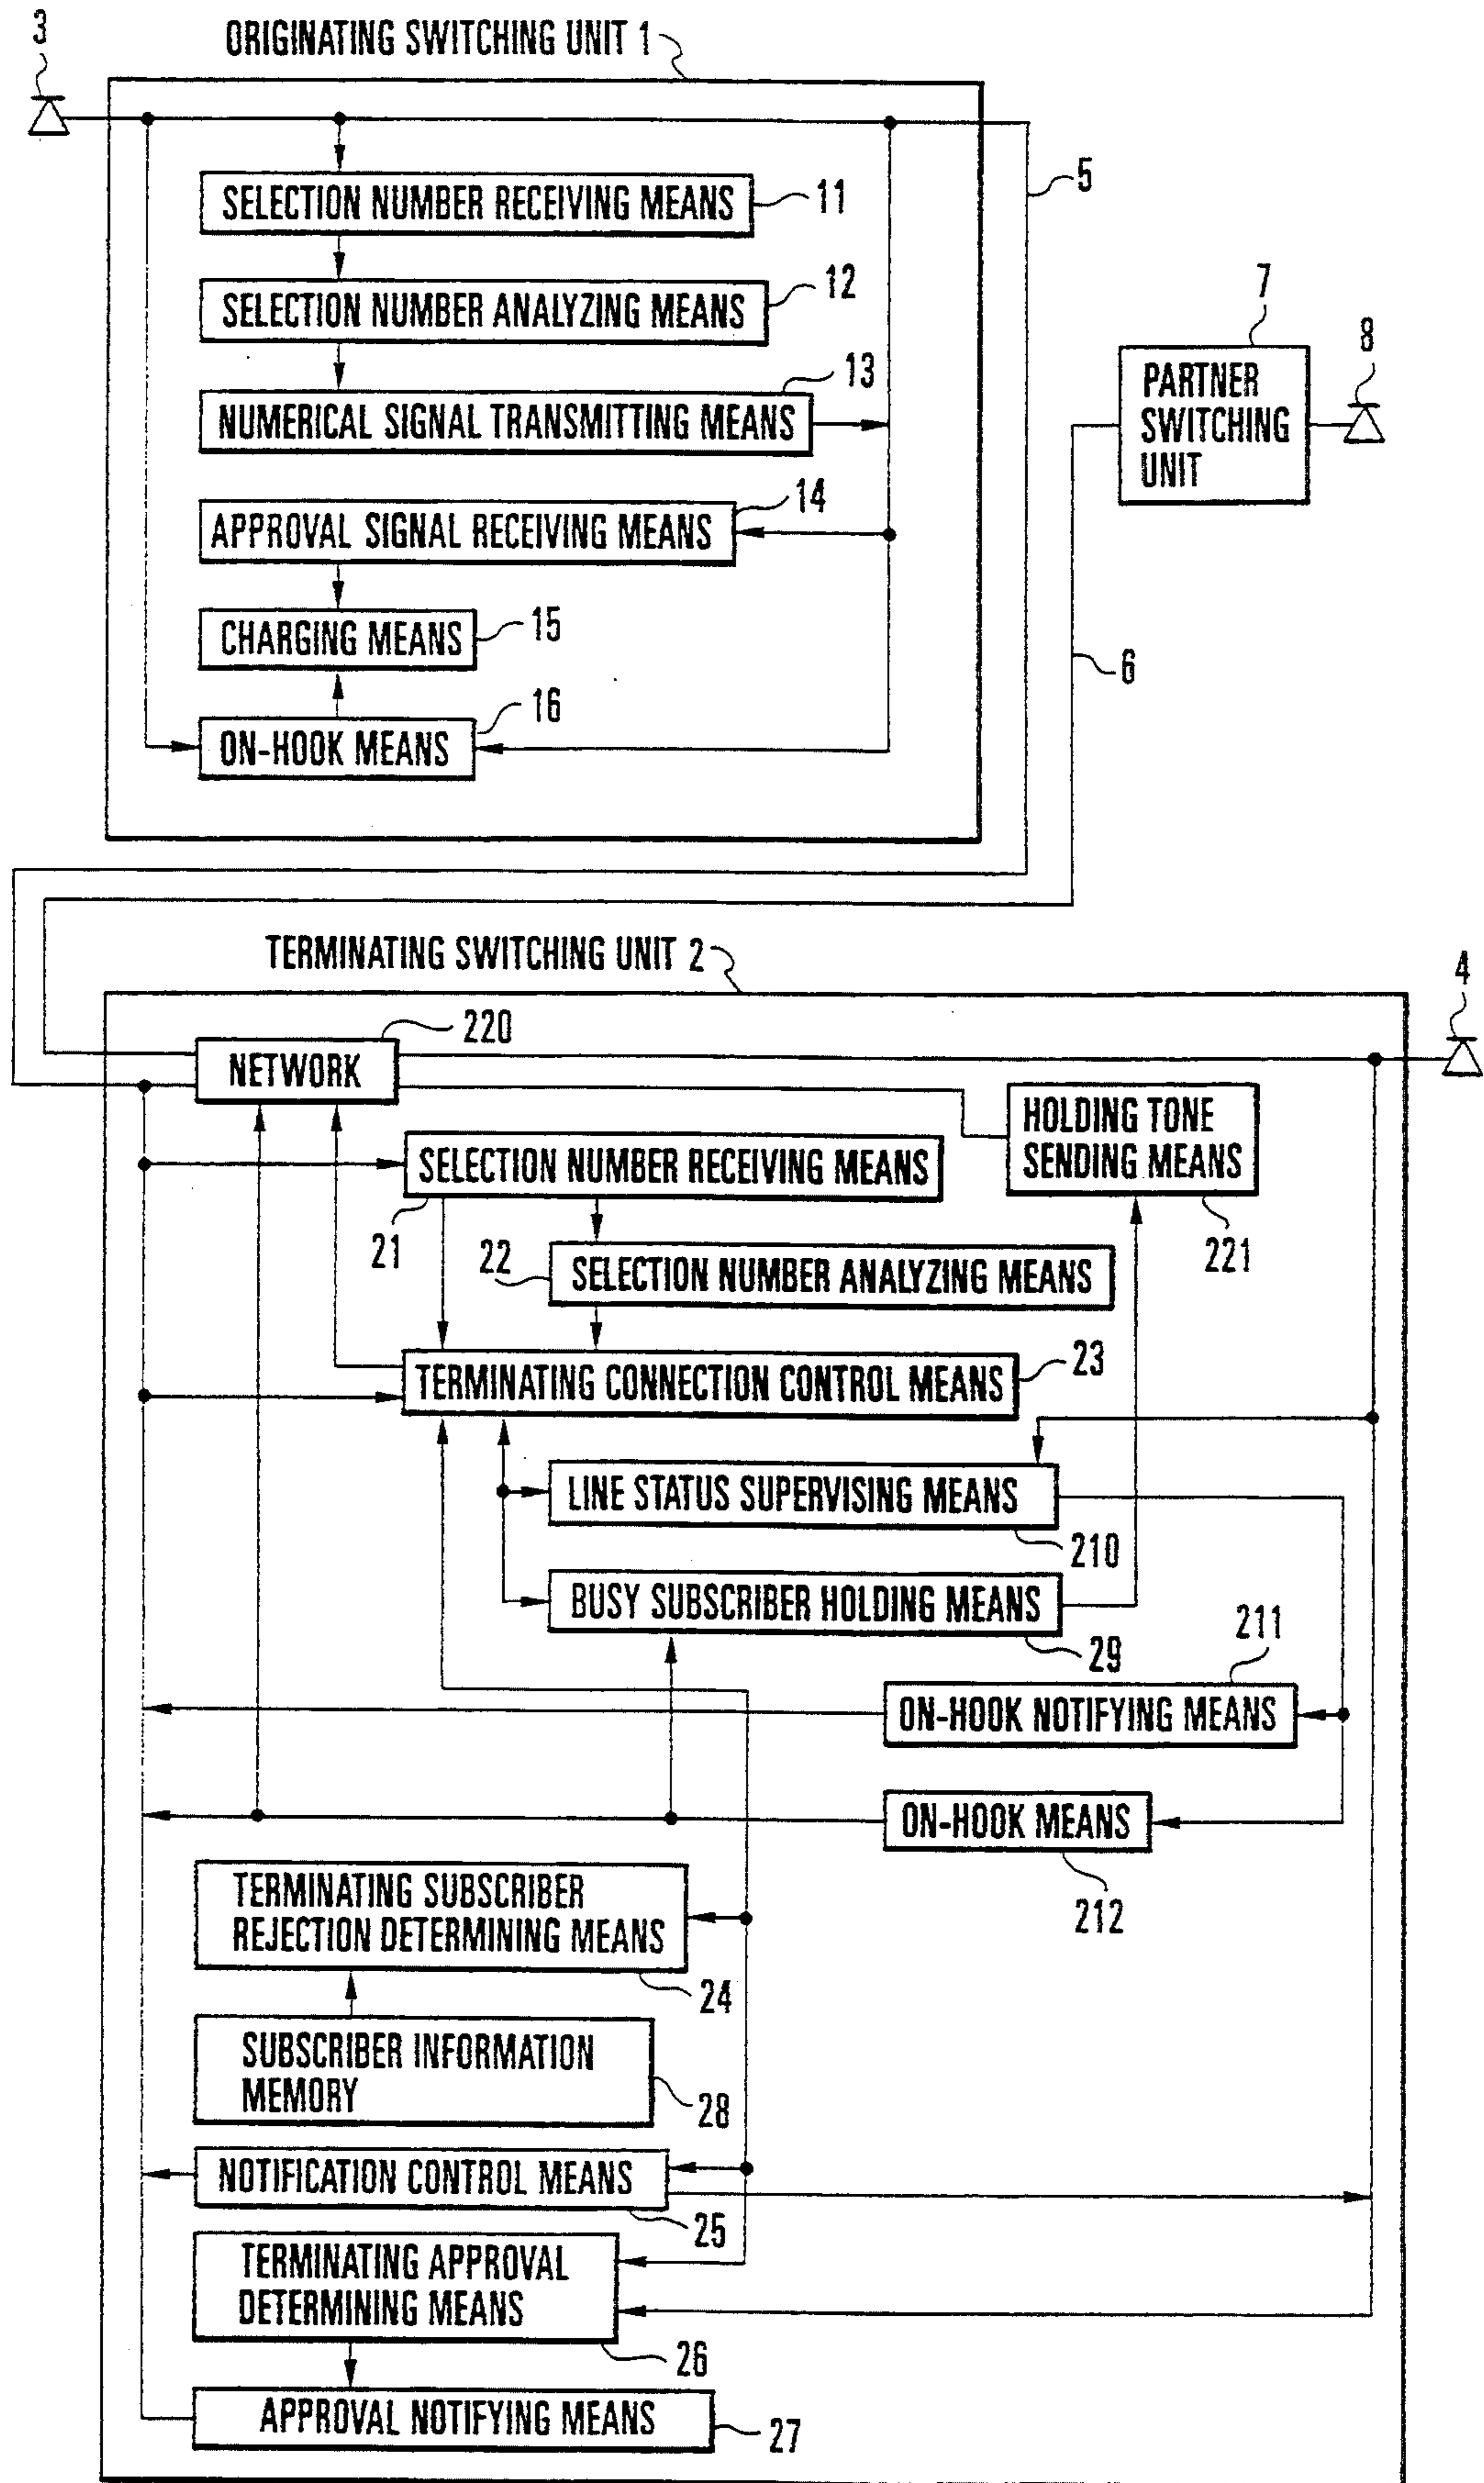 3
ORIGINATING SWITCHING UNIT 1
5
SELECTION NUMBER RECEIVING MEANS
11
SELECTION NUMBER ANALYZING MEANS
12
7
8
PARTNER
SWITCHING
UNIT
13
NUMERICAL SIGNAL TRANSMITTING MEANS
14
APPROVAL SIGNAL RECEIVING MEANS
CHARGING MEANS
15
6
16
ON-HOOK MEANS
TERMINATING SWITCHING UNIT 2
4
220
NETWORK
HOLDING TONE
SENDING MEANS
221
SELECTION NUMBER RECEIVING MEANS
21
22
SELECTION NUMBER ANALYZING MEANS
TERMINATING CONNECTION CONTROL MEANS
23
LINE STATUS SUPERVISING MEANS
210
BUSY SUBSCRIBER HOLDING MEANS
29
211
ON-HOOK NOTIFYING MEANS
ON-HOOK MEANS
212
TERMINATING SUBSCRIBER
REJECTION DETERMINING MEANS
24
SUBSCRIBER INFORMATION
MEMORY
28
NOTIFICATION CONTROL MEANS
25
TERMINATING APPROVAL
DETERMINING MEANS
26
APPROVAL NOTIFYING MEANS
27